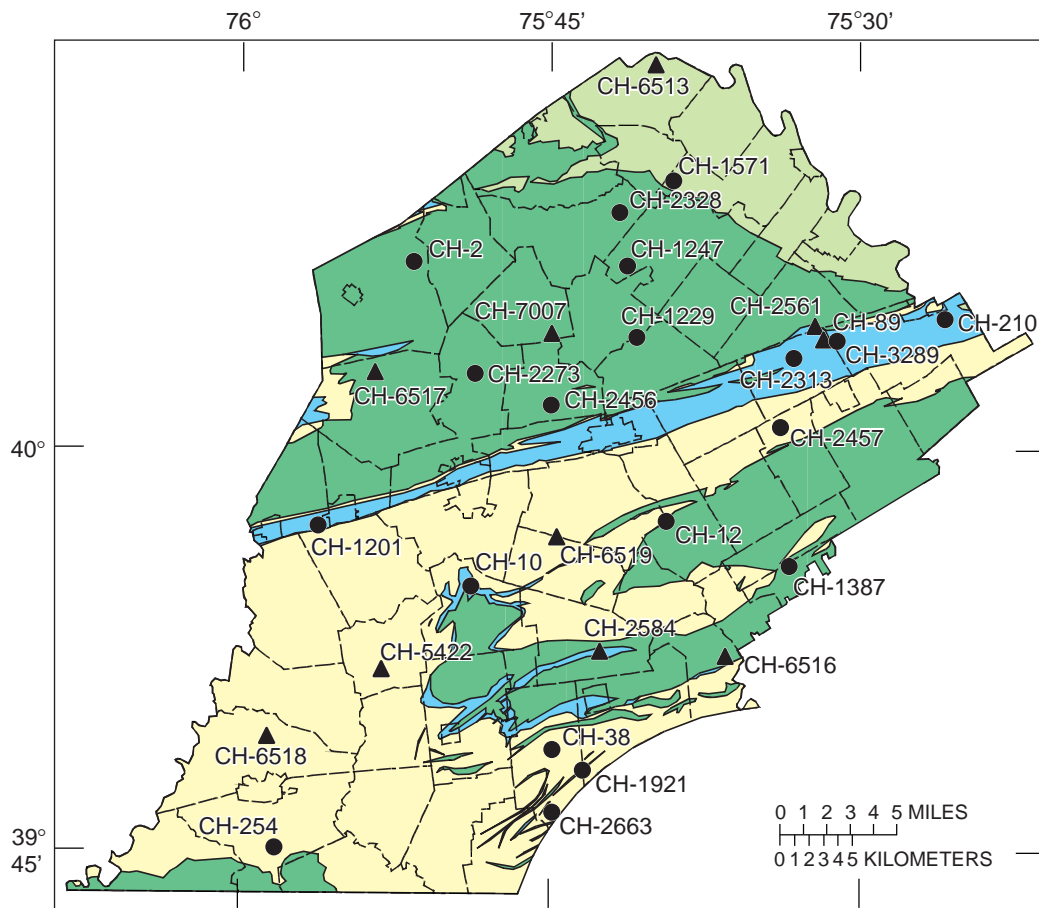 76°
75°45’
75°30’
CH-6513
CH-1571
CH-2328
CH-2
CH-1247
CH-7007
CH-1229
CH-2561
CH-89
CH-210
CH-3289
CH-2313
CH-6517
CH-2273
CH-2456
40°
CH-2457
CH-1201
CH-12
CH-6519
CH-10
CH-1387
CH-2584
CH-5422
CH-6516
CH-6518
CH-38
CH-1921
CH-2663
CH-254
39°
45’
0 1 2 3 4 5 MILES
0 1 2 3 4 5 KILOMETERS